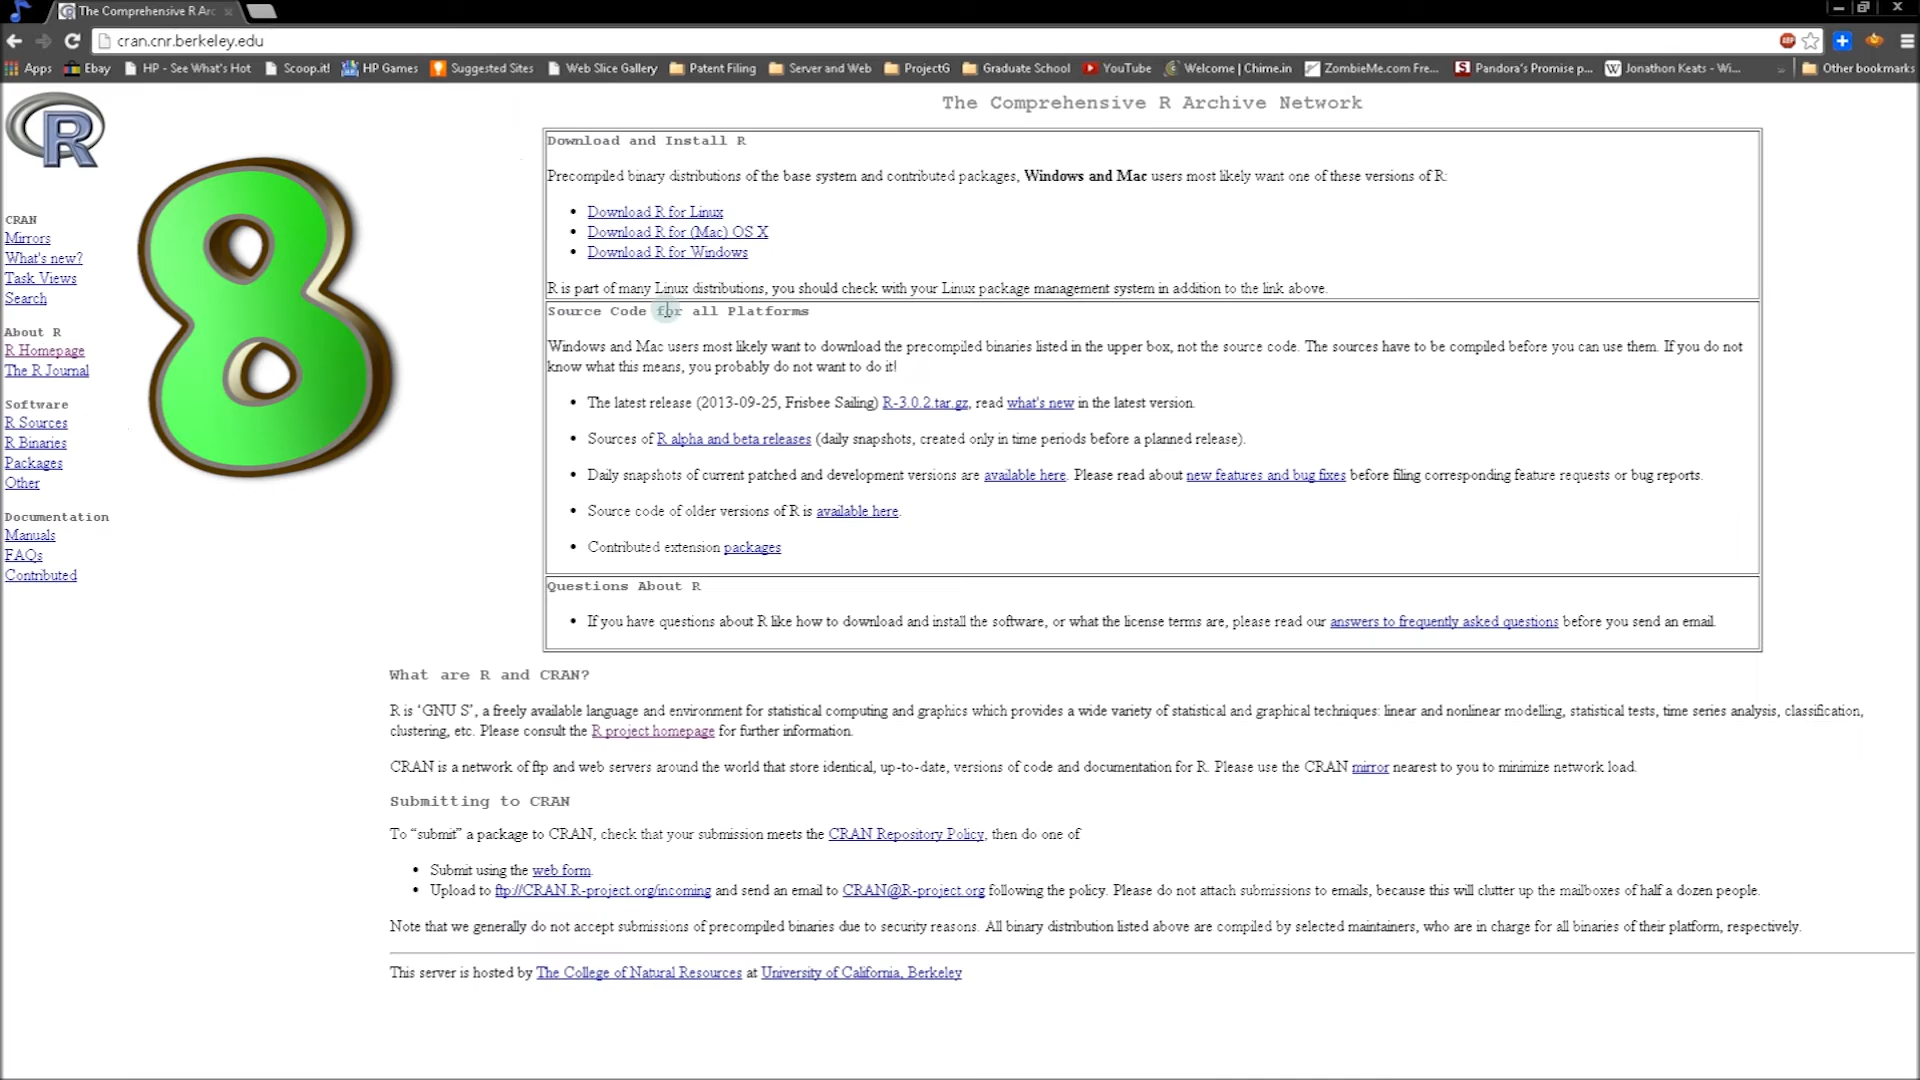 The Comprehensive R Arc
cran.cnr.berkeley.edu
ABP
Apps Ebay HP - See What's Hot Scoop.it! HP Games Suggested Sites Web Slice Gallery Patent Filing Server and Web ProjectG Graduate School YouTube Welcome | Chime.in ZombieMe.com Fre... Pandora's Promise p... W Jonathon Keats - Wi... » Other bookmarks
R
8
CRAN
Mirrors
What's new?
Task Views
Search
About R
R Homepage
The R Journal
Software
R Sources
R Binaries
Packages
Other
Documentation
Manuals
FAQs
Contributed
The Comprehensive R Archive Network
Download and Install R
Precompiled binary distributions of the base system and contributed packages, Windows and Mac users most likely want one of these versions of R:
• Download R for Linux
• Download R for (Mac) OS X
• Download R for Windows
R is part of many Linux distributions, you should check with your Linux package management system in addition to the link above.
Source Code for all Platforms
Windows and Mac users most likely want to download the precompiled binaries listed in the upper box, not the source code. The sources have to be compiled before you can use them. If you do not
know what this means, you probably do not want to do it!
• The latest release (2013-09-25, Frisbee Sailing) R-3.0.2.tar.gz, read what's new in the latest version.
• Sources of R alpha and beta releases (daily snapshots, created only in time periods before a planned release).
• Daily snapshots of current patched and development versions are available here. Please read about new features and bug fixes before filing corresponding feature requests or bug reports.
• Source code of older versions of R is available here.
• Contributed extension packages
Questions About R
• If you have questions about R like how to download and install the software, or what the license terms are, please read our answers to frequently asked questions before you send an email.
What are R and CRAN?
R is ‘GNU S’, a freely available language and environment for statistical computing and graphics which provides a wide variety of statistical and graphical techniques: linear and nonlinear modelling, statistical tests, time series analysis, classification,
clustering, etc. Please consult the R project homepage for further information.
CRAN is a network of ftp and web servers around the world that store identical, up-to-date, versions of code and documentation for R. Please use the CRAN mirror nearest to you to minimize network load.
Submitting to CRAN
To “submit” a package to CRAN, check that your submission meets the CRAN Repository Policy, then do one of
• Submit using the web form.
• Upload to ftp://CRAN.R-project.org/incoming and send an email to CRAN@R-project.org following the policy. Please do not attach submissions to emails, because this will clutter up the mailboxes of half a dozen people.
Note that we generally do not accept submissions of precompiled binaries due to security reasons. All binary distribution listed above are compiled by selected maintainers, who are in charge for all binaries of their platform, respectively.
This server is hosted by The College of Natural Resources at University of California, Berkeley